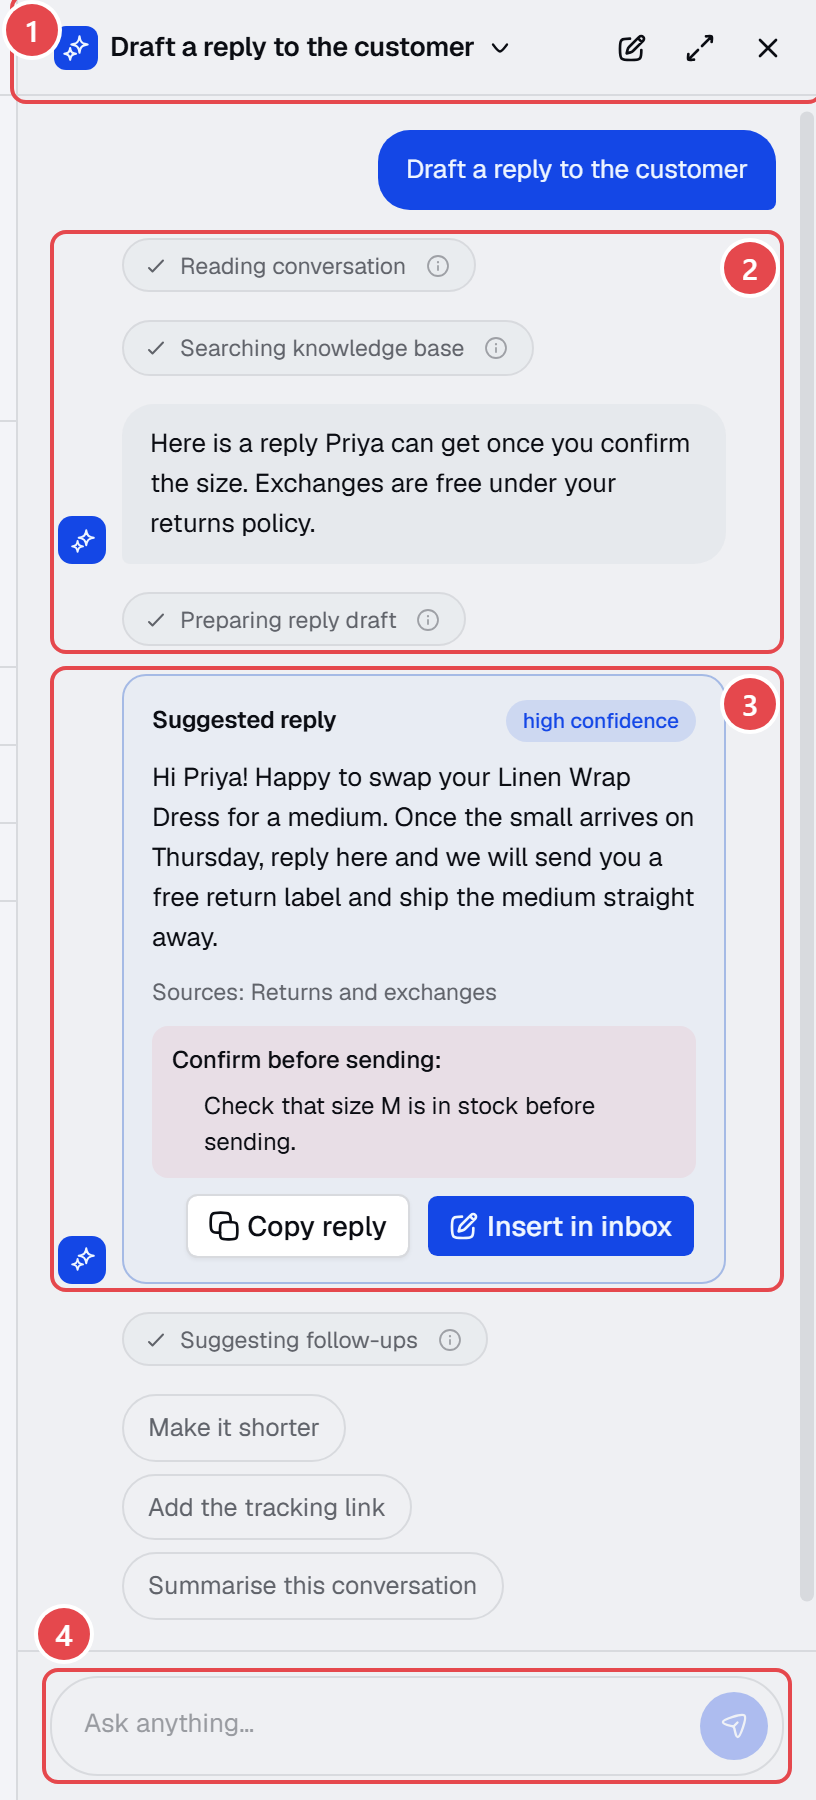 1
Draft a reply to the customer
Draft a reply to the customer
2
Reading conversation
Searching knowledge base
Here is a reply Priya can get once you confirm
the size. Exchanges are free under your
returns policy.
Preparing reply draft
3
Suggested reply
high confidence
Hi Priya! Happy to swap your Linen Wrap
Dress for a medium. Once the small arrives on
Thursday, reply here and we will send you a
free return label and ship the medium straight
away.
Sources: Returns and exchanges
Confirm before sending:
Check that size M is in stock before
sending.
Copy reply
Insert in inbox
Suggesting follow-ups
Make it shorter
Add the tracking link
Summarise this conversation
4
Ask anything...